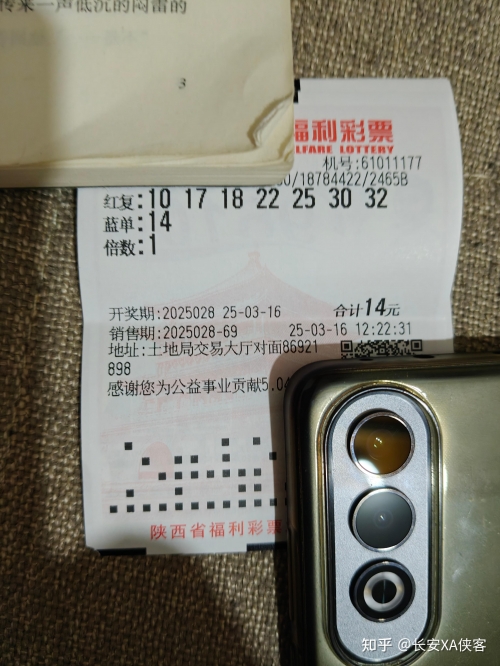 传来一声低沉的闷雷的
3
福利彩票
LFARE LOTTERY
机号:61011177
/18784422/2465B
红复:10 17 18 22 25 30 32
蓝单:14
倍数:1
开奖期:2025028 25-03-16 合计14元
销售期:2025028-69 25-03-16 12:22:31
地址:土地局交易大厅对面86921
898
感谢您为公益事业贡献5.04
陕西省福利彩票
知乎 @长安XA侠客